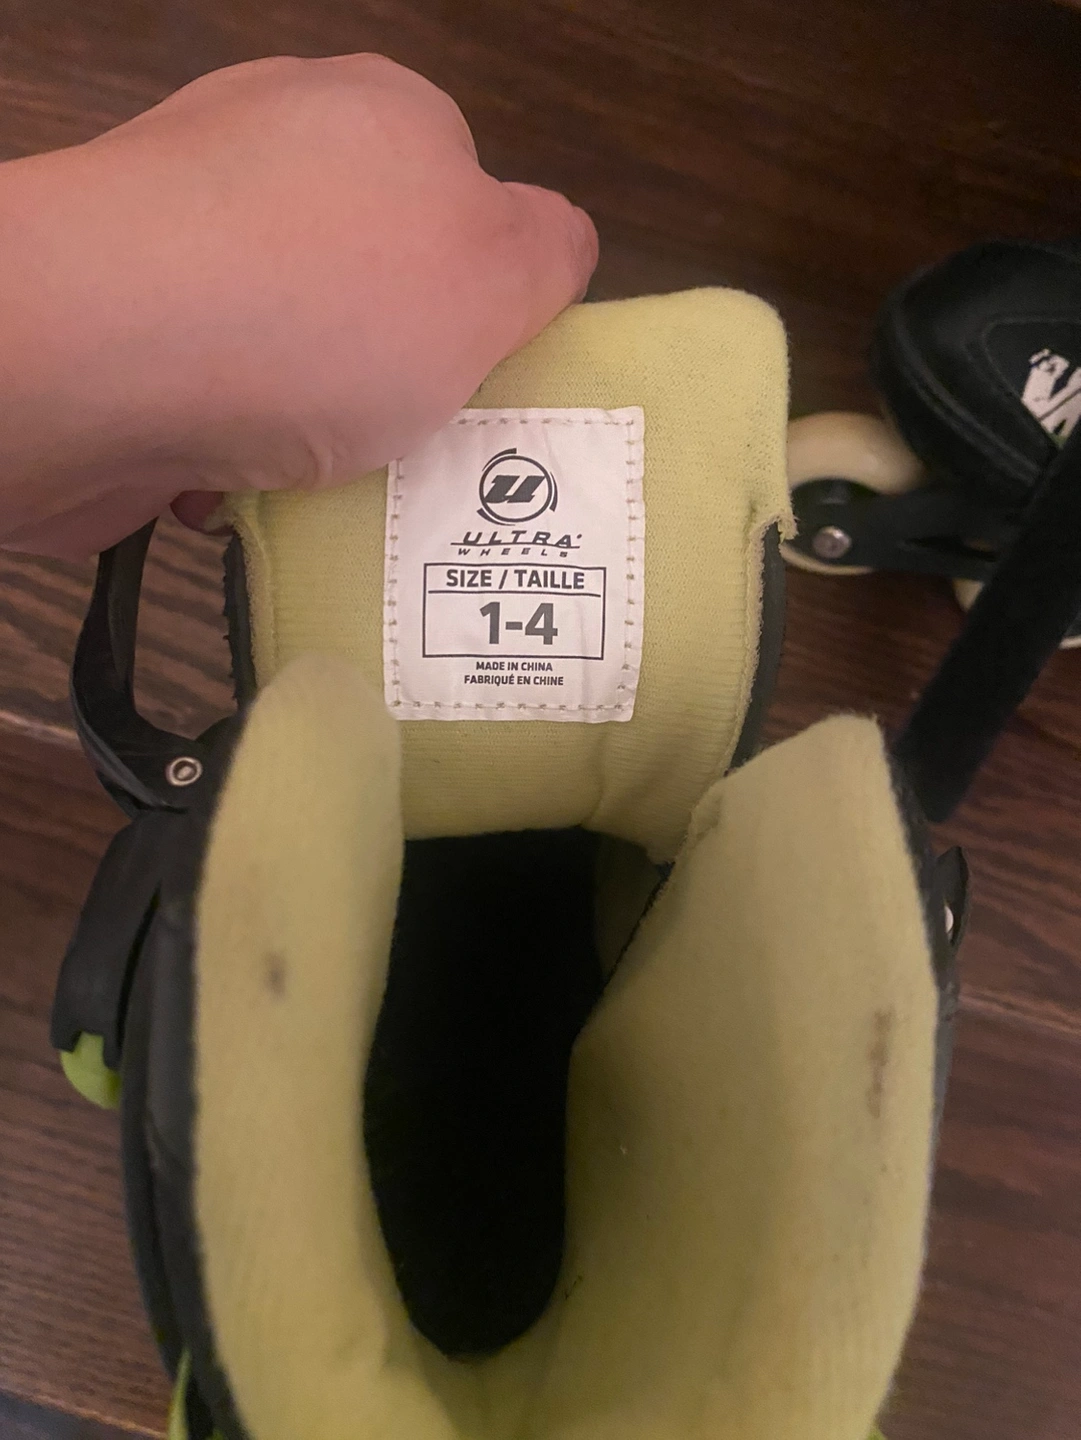 ULTRA
WHEELS
SIZE / TAILLE
1-4
MADE IN CHINA
FABRIQUÉ EN CHINE